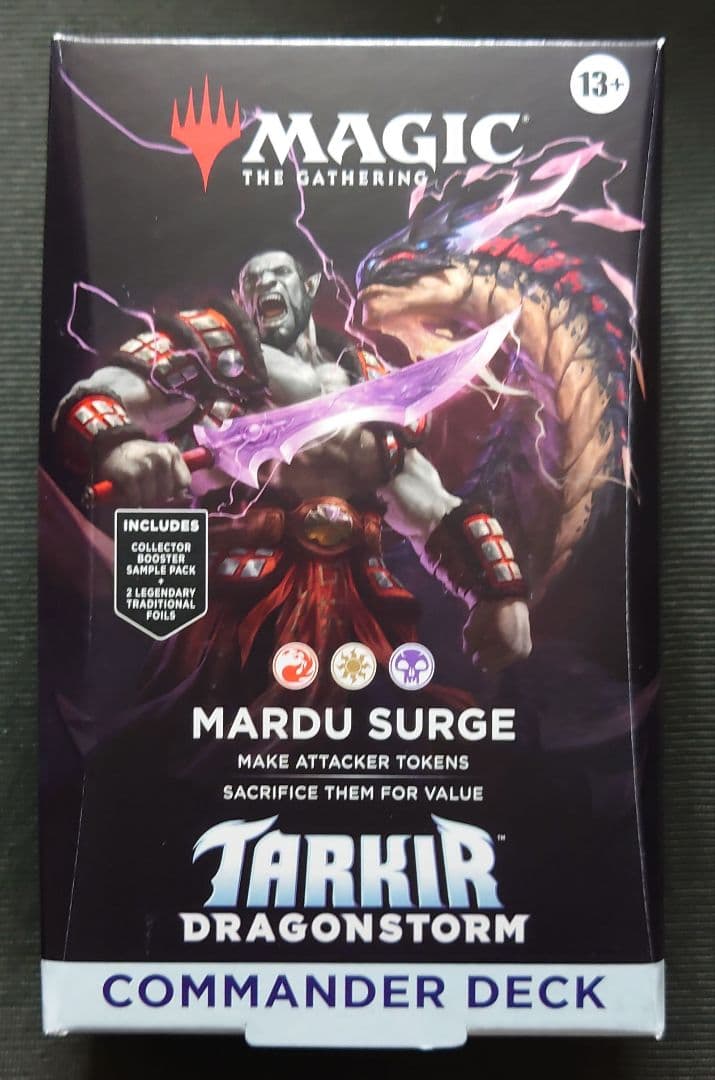 13+
MAGIC
THE GATHERING
INCLUDES
COLLECTOR
BOOSTER
SAMPLE PACK
+
2 LEGENDARY
TRADITIONAL
FOILS
MARDU SURGE
MAKE ATTACKER TOKENS
SACRIFICE THEM FOR VALUE
TARKIR™
DRAGONSTORM
COMMANDER DECK